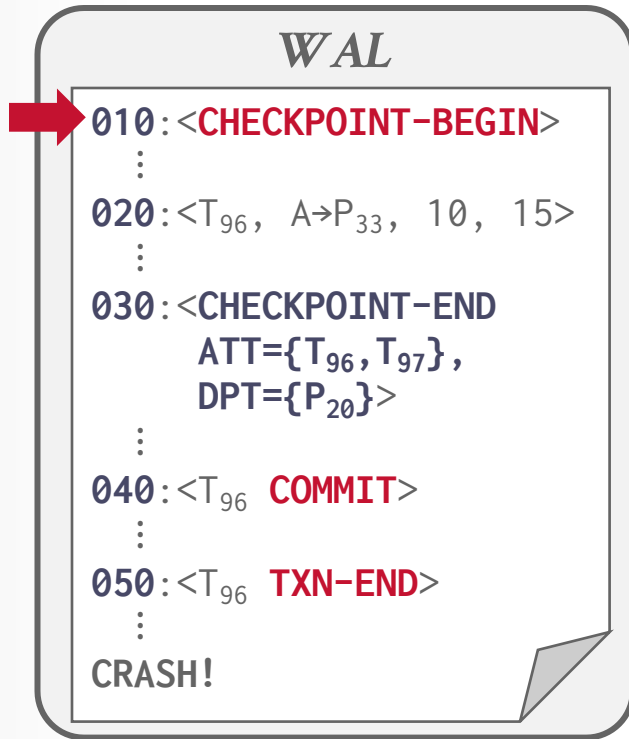 WAL
010:<CHECKPOINT-BEGIN>
⋮
020:<T₉₆, A→P₃₃, 10, 15>
⋮
030:<CHECKPOINT-END
ATT={T₉₆,T₉₇},
DPT={P₂₀}>
⋮
040:<T₉₆ COMMIT>
⋮
050:<T₉₆ TXN-END>
⋮
CRASH!